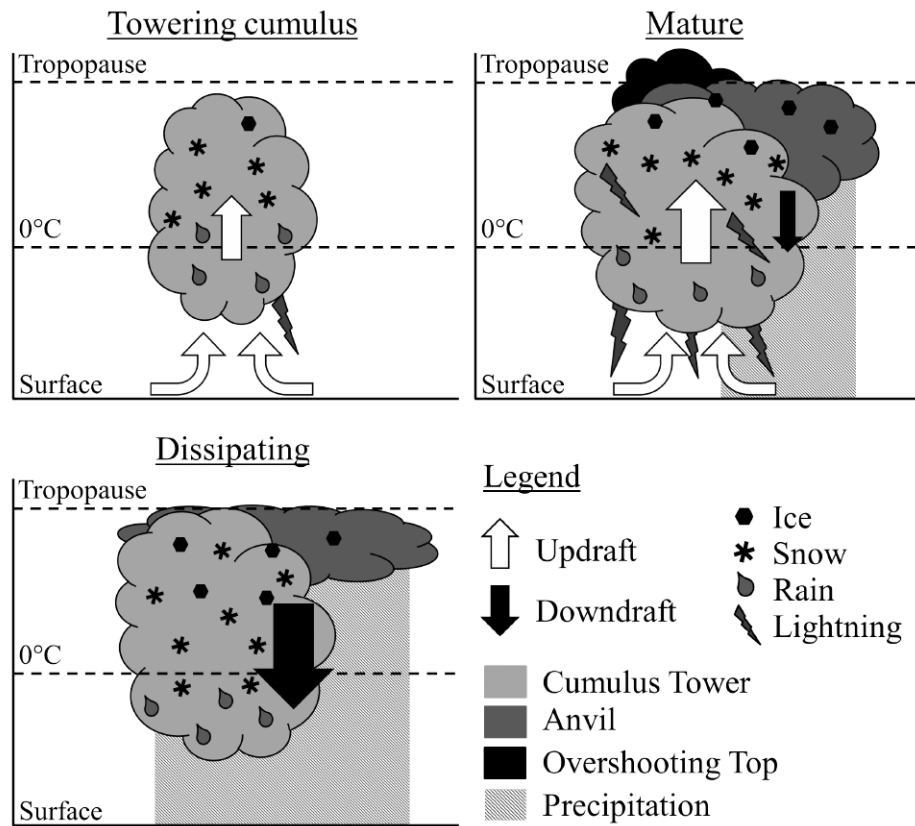 Towering cumulus
Tropopause
0°C
Surface
Mature
Tropopause
0°C
Surface
Dissipating
Tropopause
0°C
Surface
Legend
Updraft
Downdraft
Ice
Snow
Rain
Lightning
Cumulus Tower
Anvil
Overshooting Top
Precipitation